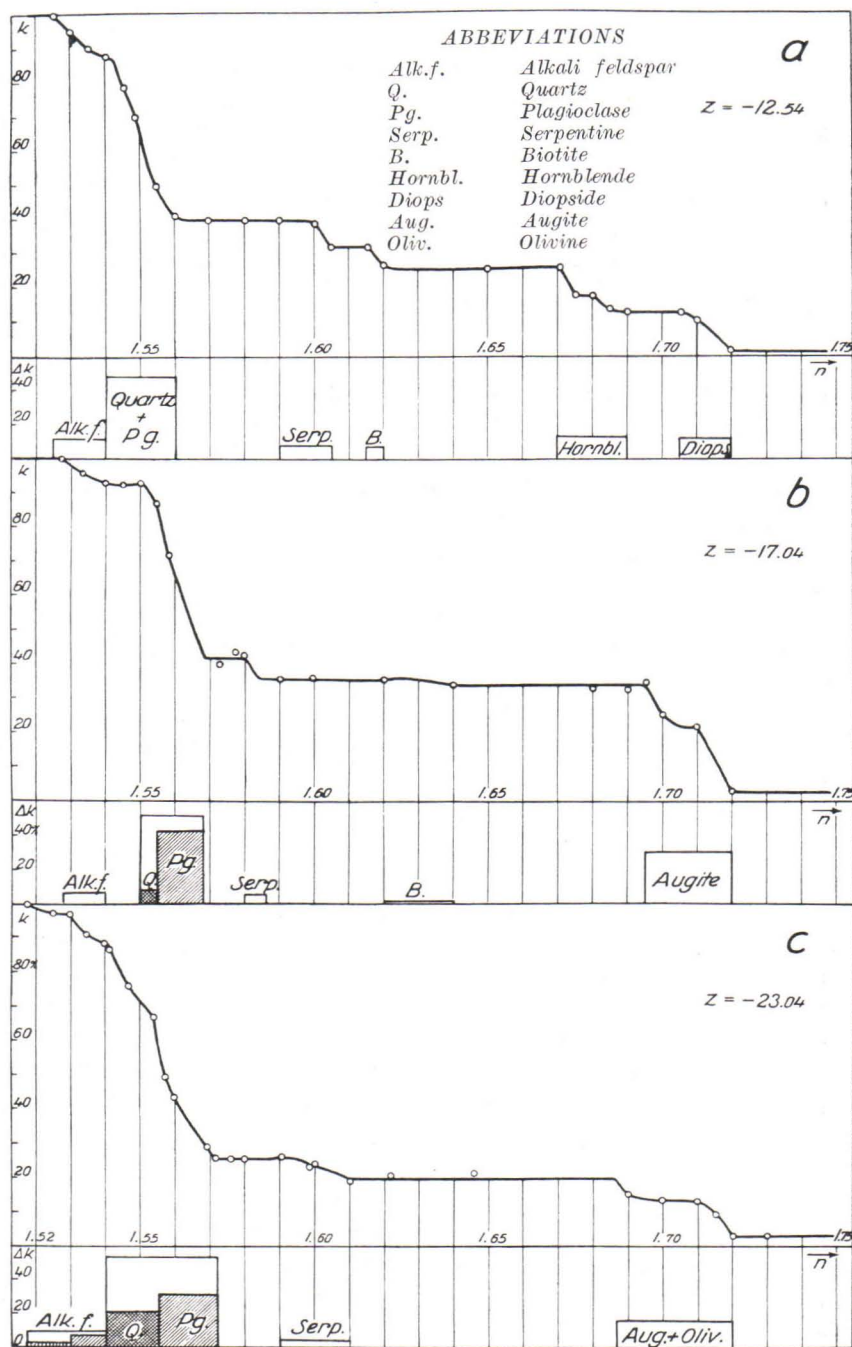 k
ABBEVIATIONS
a
Alk.f. Alkali feldspar
Q. Quartz
Pg. Plagioclase
Serp. Serpentine
B. Biotite
Hornbl. Hornblende
Diops Diopside
Aug. Augite
Oliv. Olivine
z = -12.54
80
60
40
20
1.55 1.60 1.65 1.70 1.75
n
Δk
40
20
Alk.f.
Quartz
+
Pg.
Serp.
B.
Hornbl.
Diops
k
b
z = -17.04
80
60
40
20
1.55 1.60 1.65 1.70 1.75
n
Δk
40%
20
Alk.f.
Q.
Pg.
Serp.
B.
Augite
k
c
z = -23.04
80%
60
40
20
1.52 1.55 1.60 1.65 1.70 1.75
n
Δk
40
20
0
Alk.f.
Q.
Pg.
Serp.
Aug.+Oliv.